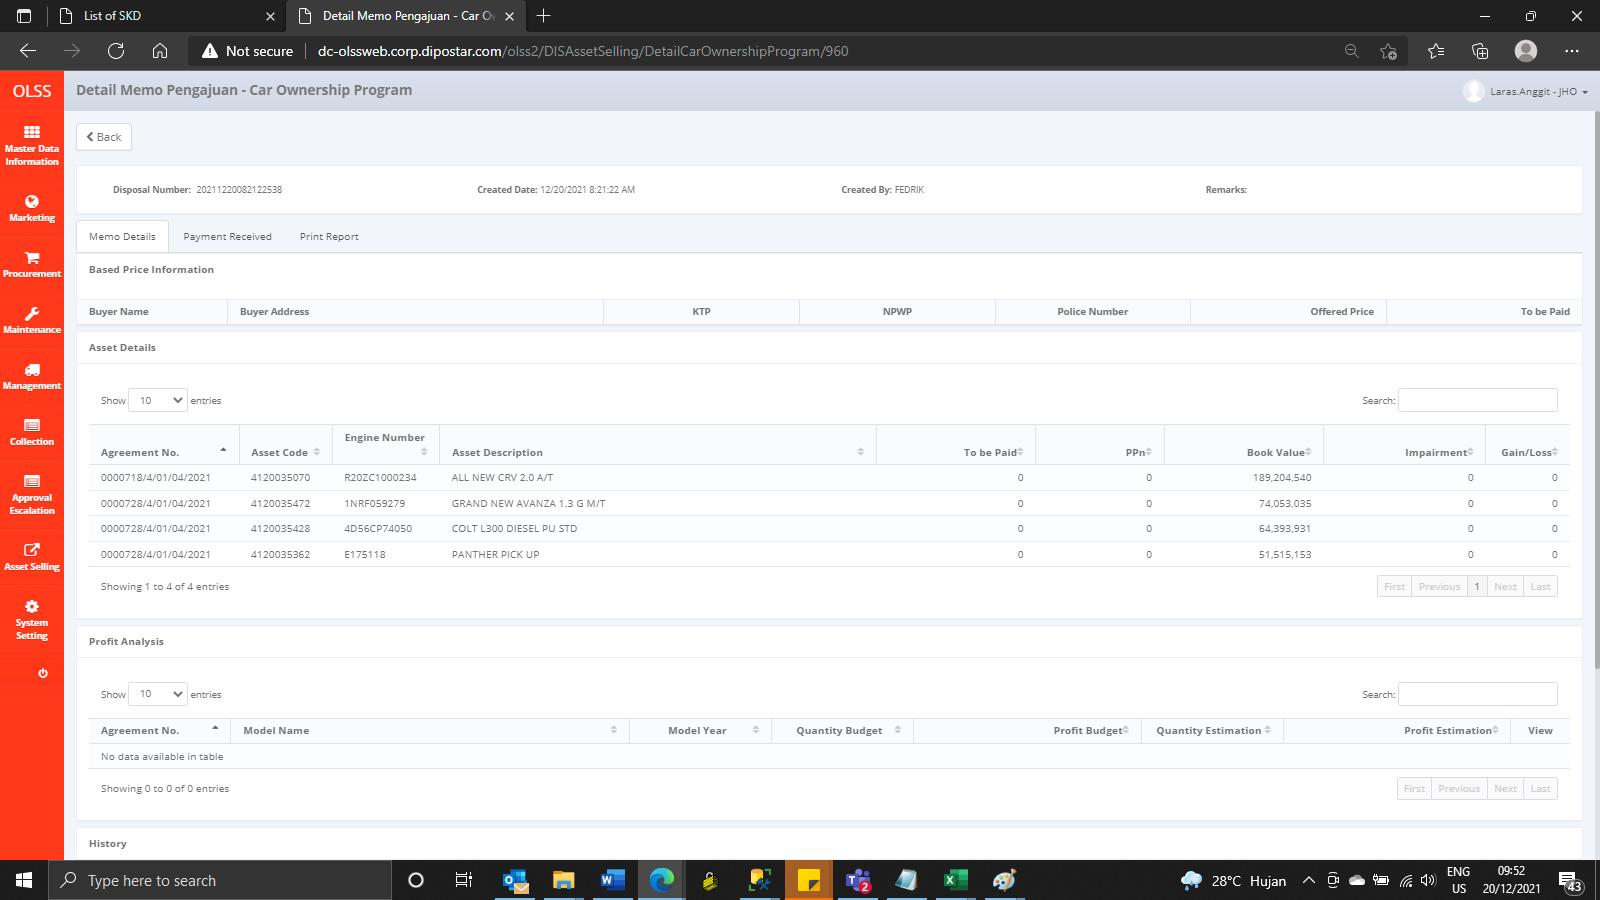 List of SKD
Detail Memo Pengajuan - Car Ow
Not secure
dc-olssweb.corp.dipostar.com/olss2/DISAssetSelling/DetailCarOwnershipProgram/960
OLSS
Detail Memo Pengajuan - Car Ownership Program
Laras.Anggit - JHO
Master Data
Information
Marketing
Procurement
Maintenance
Management
Collection
Approval
Escalation
Asset Selling
System
Setting
Back
Disposal Number: 20211220082122538
Created Date: 12/20/2021 8:21:22 AM
Created By: FEDRIK
Remarks:
Memo Details
Payment Received
Print Report
Based Price Information
Buyer Name Buyer Address KTP NPWP Police Number Offered Price To be Paid
Asset Details
Show 10 entries
Search:
Agreement No. Asset Code Engine Number Asset Description To be Paid PPn Book Value Impairment Gain/Loss
0000718/4/01/04/2021 4120035070 R20ZC1000234 ALL NEW CRV 2.0 A/T 0 0 189,204,540 0 0
0000728/4/01/04/2021 4120035472 1NRF059279 GRAND NEW AVANZA 1.3 G M/T 0 0 74,053,035 0 0
0000728/4/01/04/2021 4120035428 4D56CP74050 COLT L300 DIESEL PU STD 0 0 64,393,931 0 0
0000728/4/01/04/2021 4120035362 E175118 PANTHER PICK UP 0 0 51,515,153 0 0
Showing 1 to 4 of 4 entries
First Previous 1 Next Last
Profit Analysis
Show 10 entries
Search:
Agreement No. Model Name Model Year Quantity Budget Profit Budget Quantity Estimation Profit Estimation View
No data available in table
Showing 0 to 0 of 0 entries
First Previous Next Last
History
Type here to search
2
28°C Hujan
ENG
US
09:52
20/12/2021
43